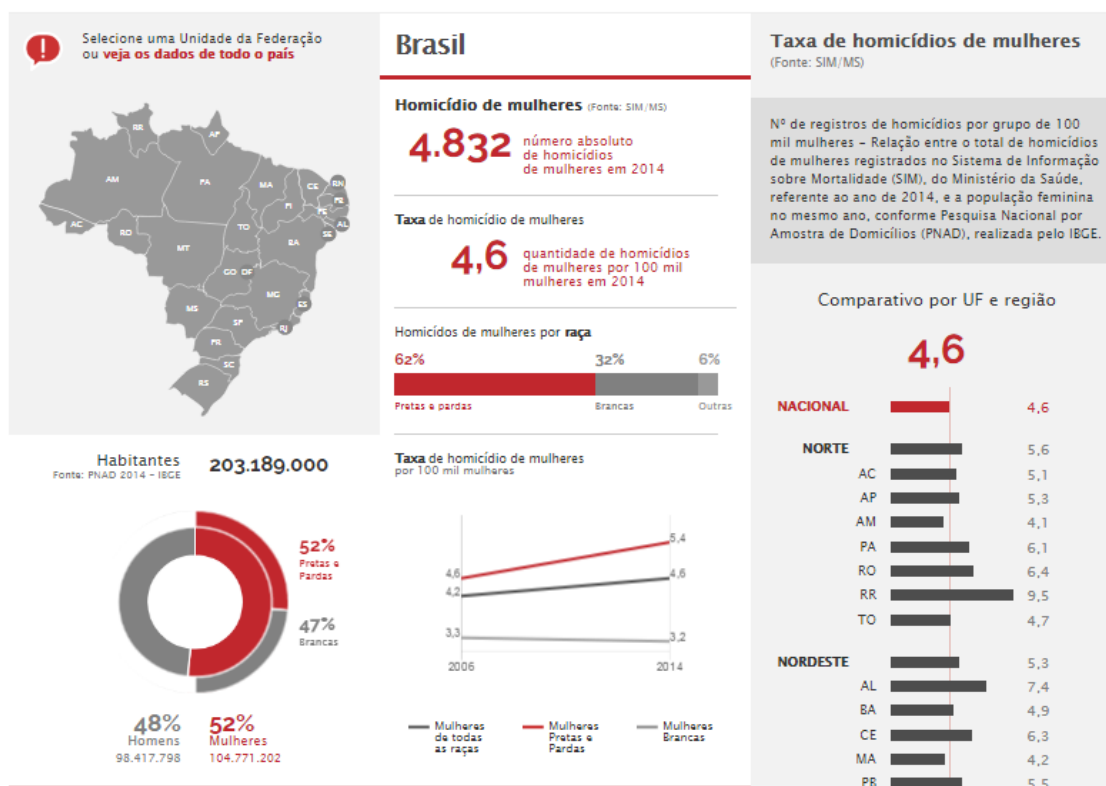 Selecione uma Unidade da Federação
ou veja os dados de todo o país
RR
AP
AM
PA
MA
CE
RN
PB
PI
PE
AL
SE
AC
RO
TO
BA
MT
GO
DF
MG
ES
MS
SP
RJ
PR
SC
RS
Habitantes
Fonte: PNAD 2014 - IBGE
203.189.000
52%
Pretas e
Pardas
47%
Brancas
48%
Homens
98.417.798
52%
Mulheres
104.771.202
Brasil
Homicídio de mulheres (Fonte: SIM/MS)
4.832
número absoluto
de homicídios
de mulheres em 2014
Taxa de homicídio de mulheres
4,6
quantidade de homicídios
de mulheres por 100 mil
mulheres em 2014
Homicídos de mulheres por raça
62% 32% 6%
Pretas e pardas Brancas Outras
Taxa de homicídio de mulheres
por 100 mil mulheres
5,4
4,6 4,6
4,2
3,3 3,2
2006 2014
Mulheres
de todas
as raças
Mulheres
Pretas e
Pardas
Mulheres
Brancas
Taxa de homicídios de mulheres
(Fonte: SIM/MS)
Nº de registros de homicídios por grupo de 100
mil mulheres – Relação entre o total de homicídios
de mulheres registrados no Sistema de Informação
sobre Mortalidade (SIM), do Ministério da Saúde,
referente ao ano de 2014, e a população feminina
no mesmo ano, conforme Pesquisa Nacional por
Amostra de Domicílios (PNAD), realizada pelo IBGE.
Comparativo por UF e região
4,6
NACIONAL 4,6
NORTE 5,6
AC 5,1
AP 5,3
AM 4,1
PA 6,1
RO 6,4
RR 9,5
TO 4,7
NORDESTE 5,3
AL 7,4
BA 4,9
CE 6,3
MA 4,2
PB 5,5